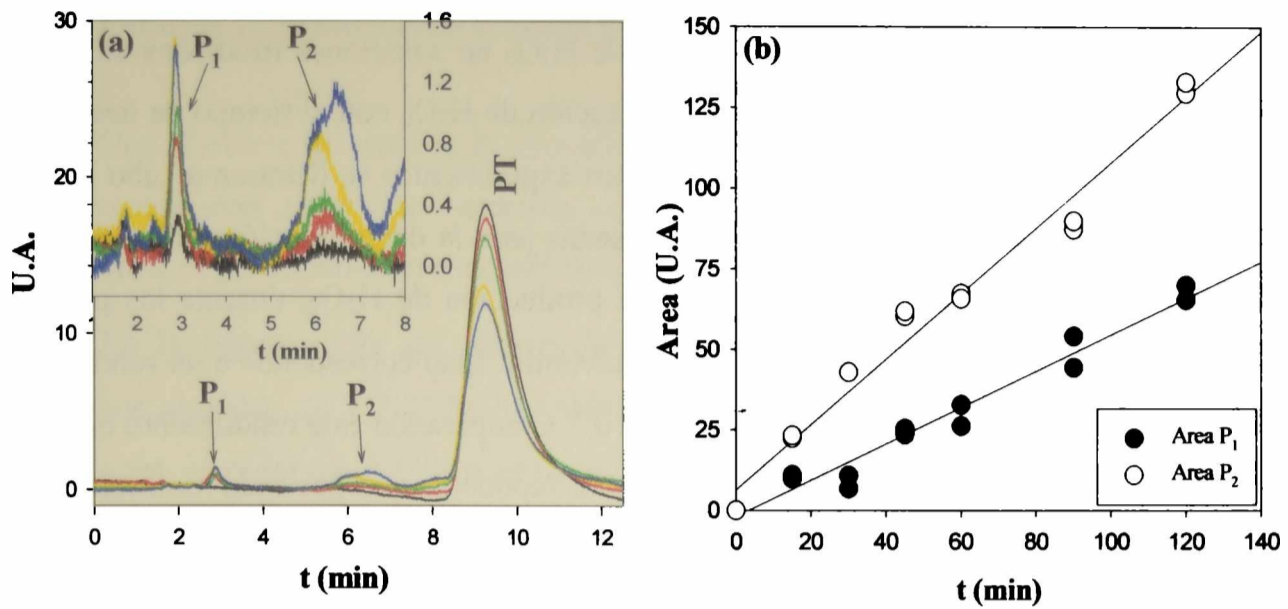 (a)
P1
P2
PT
30
20
10
0
U.A.
1.6
1.2
0.8
0.4
0.0
2 3 4 5 6 7 8
t (min)
P1
P2
0 2 4 6 8 10 12
t (min)
(b)
150
125
100
75
50
25
0
Area (U.A.)
Area P1
Area P2
0 20 40 60 80 100 120 140
t (min)